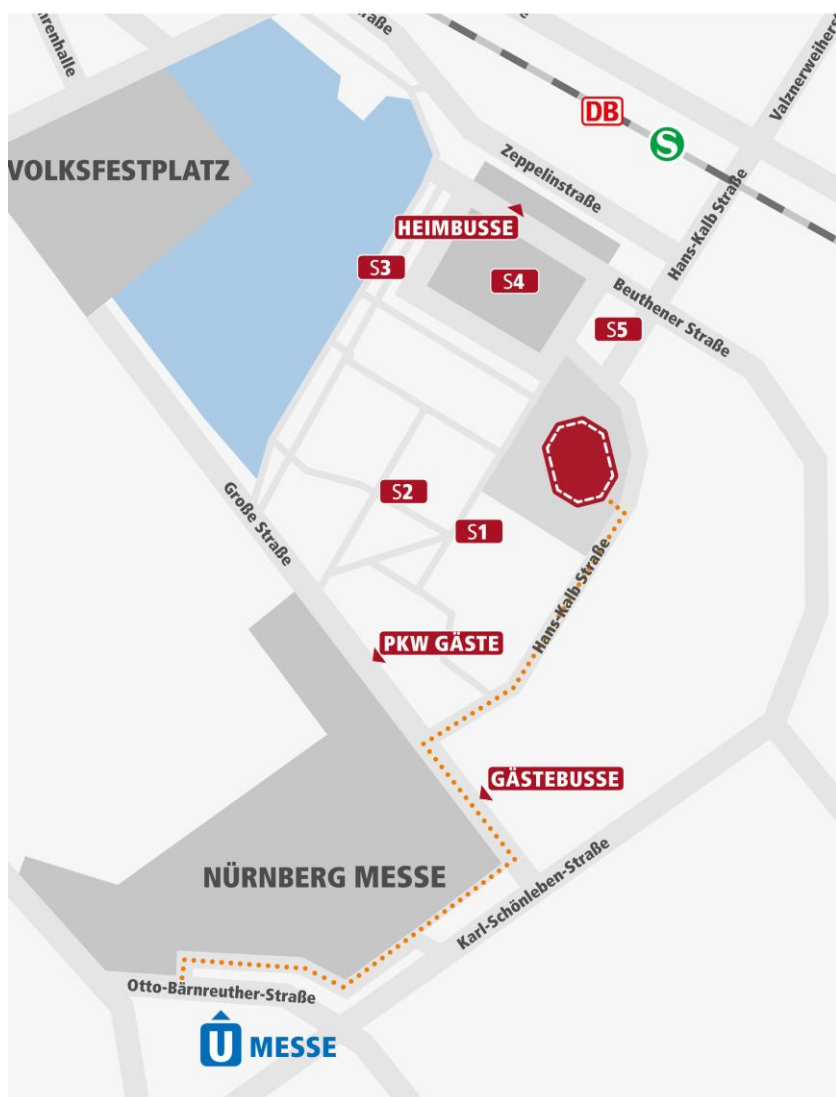 VOLKSFESTPLATZ
DB
S
Zeppelinstraße
Hans-Kalb Straße
HEIMBUSSE
S3
S4
Beuthener Straße
S5
Große Straße
S2
S1
Hans-Kalb-Straße
PKW GÄSTE
GÄSTEBUSSE
NÜRNBERG MESSE
Karl-Schönleben-Straße
Otto-Bärnreuther-Straße
U MESSE